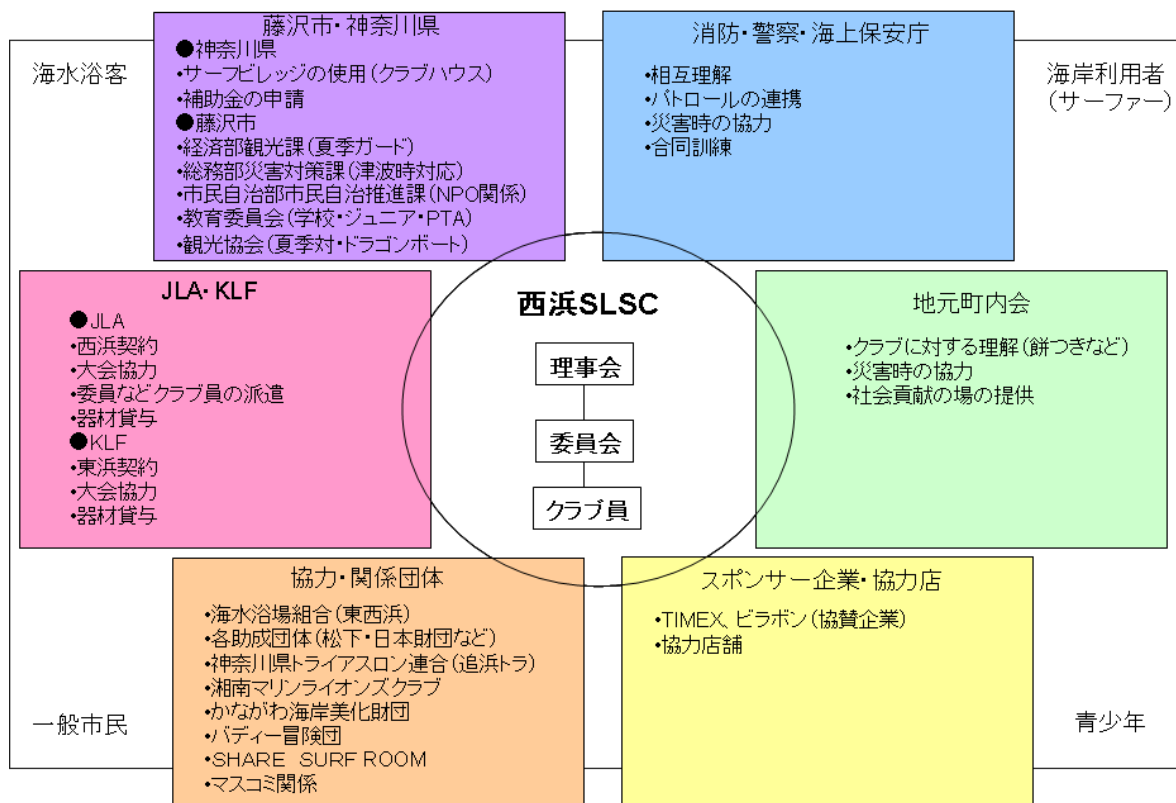 海水浴客
藤沢市・神奈川県
●神奈川県
・サーフビレッジの使用(クラブハウス)
・補助金の申請
●藤沢市
・経済部観光課(夏季ガード)
・総務部災害対策課(津波時対応)
・市民自治部市民自治推進課(NPO関係)
・教育委員会(学校・ジュニア・PTA)
・観光協会(夏季対・ドラゴンボート)
消防・警察・海上保安庁
・相互理解
・パトロールの連携
・災害時の協力
・合同訓練
海岸利用者
(サーファー)
JLA・KLF
●JLA
・西浜契約
・大会協力
・委員などクラブ員の派遣
・器材貸与
●KLF
・東浜契約
・大会協力
・器材貸与
西浜SLSC
理事会
委員会
クラブ員
地元町内会
・クラブに対する理解(餅つきなど)
・災害時の協力
・社会貢献の場の提供
協力・関係団体
・海水浴場組合(東西浜)
・各助成団体(松下・日本財団など)
・神奈川県トライアスロン連合(追浜トラ)
・湘南マリンライオンズクラブ
・かながわ海岸美化財団
・バディー冒険団
・SHARE SURF ROOM
・マスコミ関係
スポンサー企業・協力店
・TIMEX、ビラボン(協賛企業)
・協力店舗
一般市民
青少年